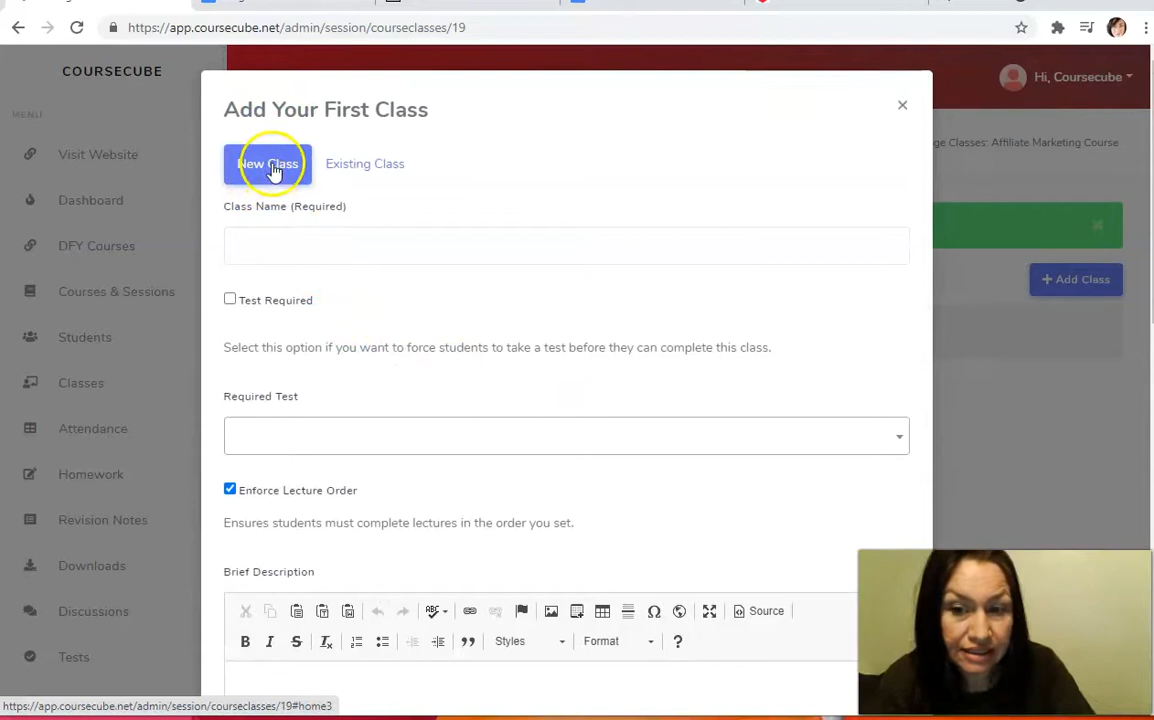 https://app.coursecube.net/admin/session/courseclasses/19
COURSECUBE
Hi, Coursecube
MENU
Add Your First Class
×
Visit Website
New Class
Existing Class
ge Classes: Affiliate Marketing Course
Dashboard
Class Name (Required)
DFY Courses
Courses & Sessions
Test Required
+ Add Class
Students
Select this option if you want to force students to take a test before they can complete this class.
Classes
Required Test
Attendance
Homework
Enforce Lecture Order
Revision Notes
Ensures students must complete lectures in the order you set.
Downloads
Brief Description
Discussions
Source
Styles
Format
?
Tests
https://app.coursecube.net/admin/session/courseclasses/19#home3